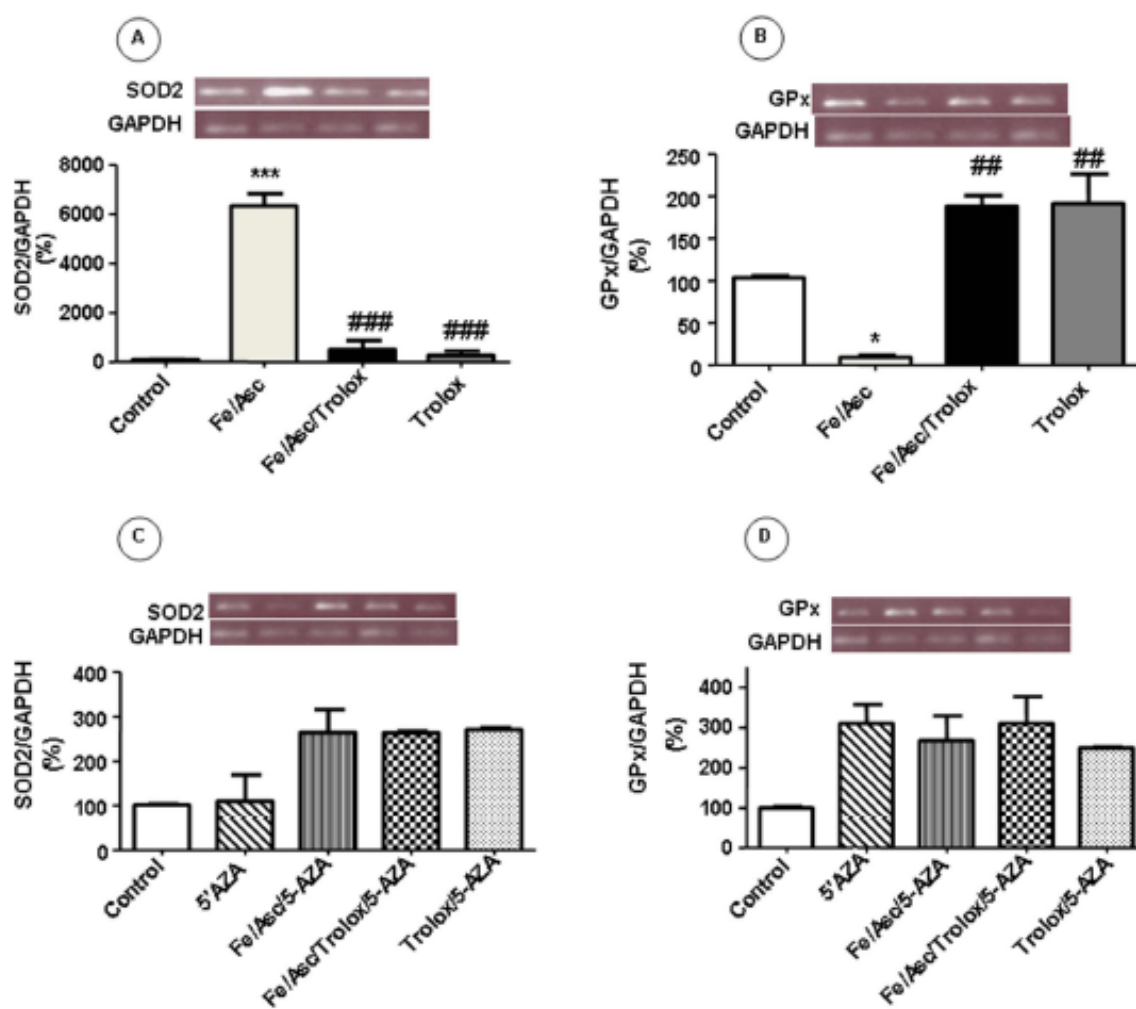 A
SOD2
GAPDH
SOD2/GAPDH
(%)
8000
6000
4000
2000
0
***
###
###
Control
Fe/Asc
Fe/Asc/Trolox
Trolox
B
GPx
GAPDH
GPx/GAPDH
(%)
250
200
150
100
50
0
*
##
##
Control
Fe/Asc
Fe/Asc/Trolox
Trolox
C
SOD2
GAPDH
SOD2/GAPDH
(%)
400
300
200
100
0
Control
5'AZA
Fe/Asc/5-AZA
Fe/Asc/Trolox/5-AZA
Trolox/5-AZA
D
GPx
GAPDH
GPx/GAPDH
(%)
400
300
200
100
0
Control
5'AZA
Fe/Asc/5-AZA
Fe/Asc/Trolox/5-AZA
Trolox/5-AZA